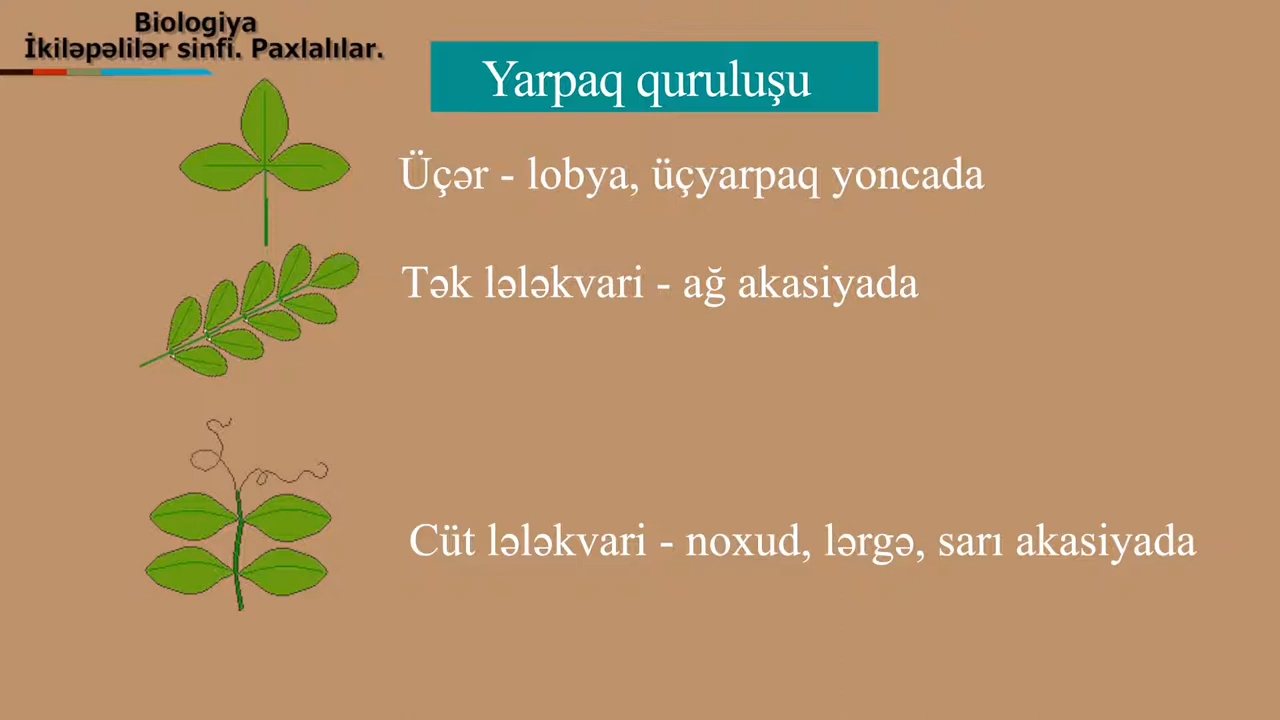 Biologiya
İkiləpəlilər sinfi. Paxlalılar.
Yarpaq quruluşu
Üçər - lobya, üçyarpaq yoncada
Tək lələkvari - ağ akasiyada
Cüt lələkvari - noxud, lərgə, sarı akasiyada